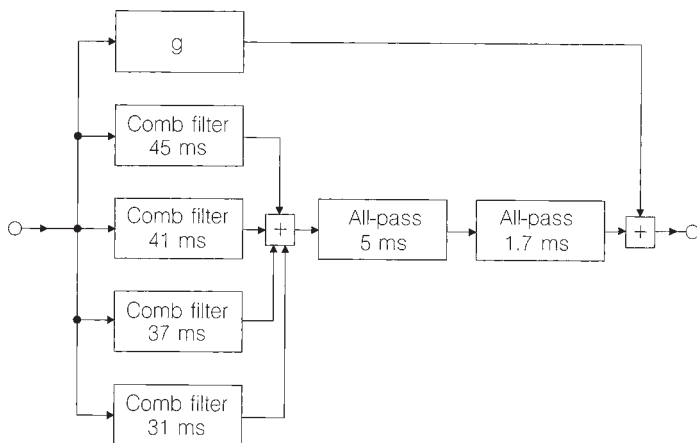 g
Comb filter
45 ms
Comb filter
41 ms
+
All-pass
5 ms
All-pass
1.7 ms
+
Comb filter
37 ms
Comb filter
31 ms